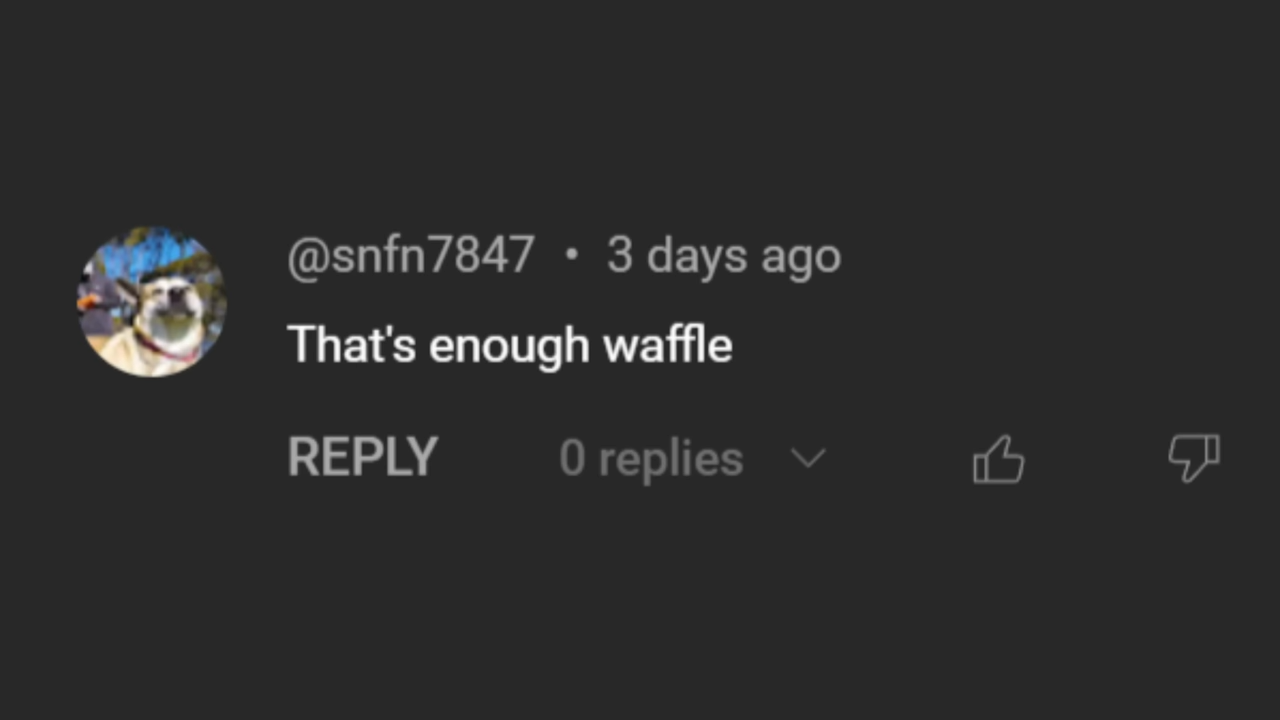 @snfn7847 • 3 days ago
That's enough waffle
REPLY 0 replies